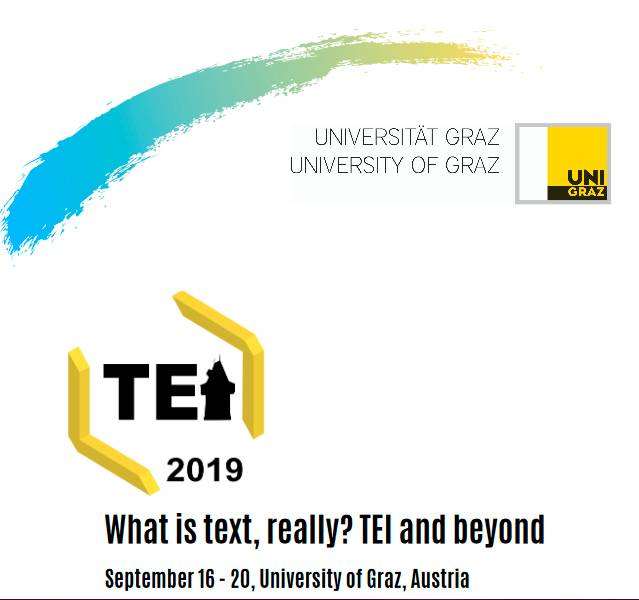 UNIVERSITÄT GRAZ
UNIVERSITY OF GRAZ
UNI
GRAZ
TEI
2019
What is text, really? TEI and beyond
September 16 - 20, University of Graz, Austria